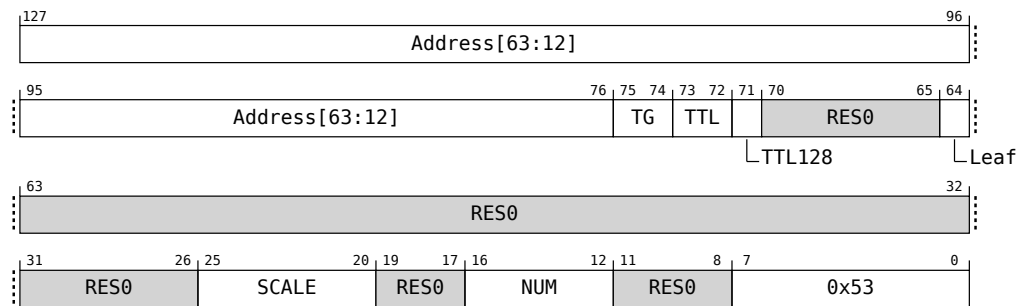 127 96
Address[63:12]
95 76 75 74 73 72 71 70 65 64
Address[63:12] TG TTL RES0
TTL128 Leaf
63 32
RES0
31 26 25 20 19 17 16 12 11 8 7 0
RES0 SCALE RES0 NUM RES0 0x53